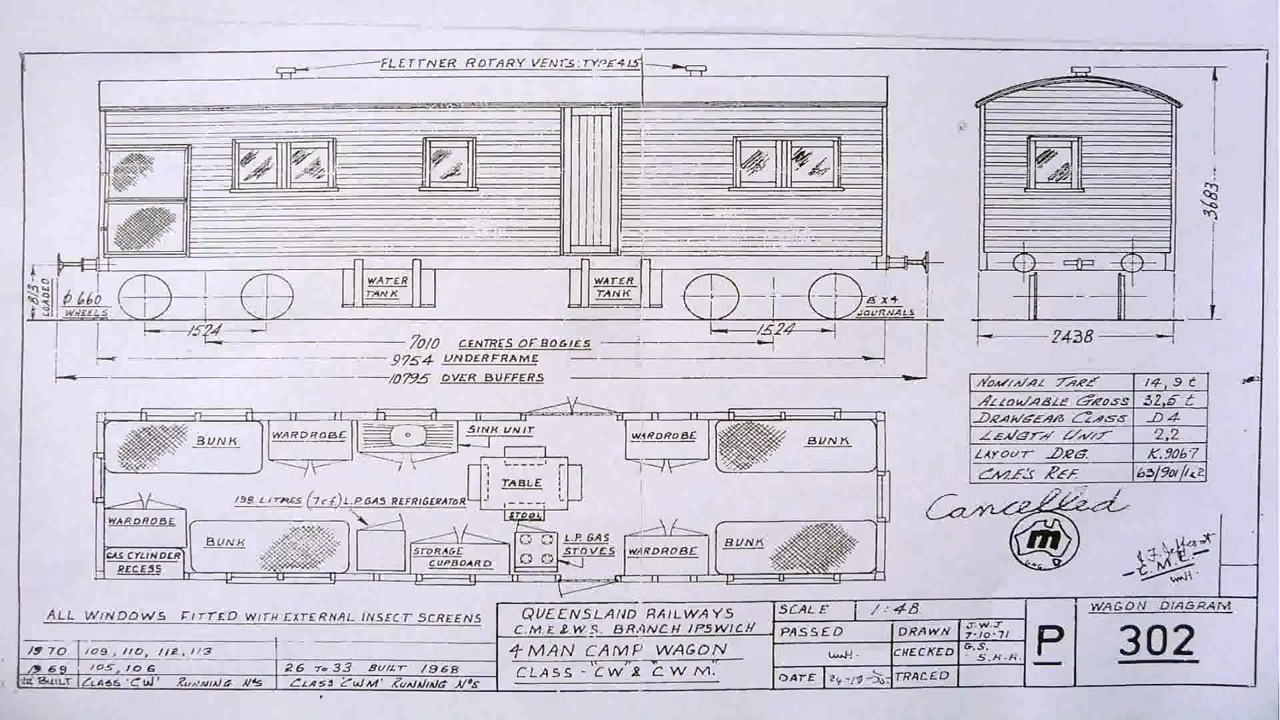 FLETTNER ROTARY VENTS: TYPE 415
WATER TANK
WATER TANK
813
LOADED
φ 660
WHEELS
1524
1524
x 4
JOURNALS
7010 CENTRES OF BOGIES
9754 UNDERFRAME
10795 OVER BUFFERS
3683
2438
NOMINAL TARE 14,9 t
ALLOWABLE GROSS 32,5 t
DRAWGEAR CLASS D4
LENGTH UNIT 2,2
LAYOUT DRG. K.9067
C.M.E'S REF. 63/901/
Cancelled
m
C.M.E.
BUNK
WARDROBE
SINK UNIT
WARDROBE
BUNK
TABLE
STOOL
198 LITRES (7 c.f.) L.P. GAS REFRIGERATOR
WARDROBE
GAS CYLINDER
RECESS
BUNK
STORAGE
CUPBOARD
L.P. GAS
STOVES
WARDROBE
BUNK
ALL WINDOWS FITTED WITH EXTERNAL INSECT SCREENS
1970 109, 110, 112, 113
1969 105, 106 26 TO 33 BUILT 1968
BUILT CLASS 'CW' RUNNING Nos CLASS 'CWM' RUNNING Nos
QUEENSLAND RAILWAYS
C.M.E & W.S. BRANCH IPSWICH
4 MAN CAMP WAGON
CLASS - "CW" & "CWM."
SCALE 1:48
PASSED
DATE
DRAWN J.W.J
7-10-71
CHECKED G.S.
TRACED
P
WAGON DIAGRAM
302